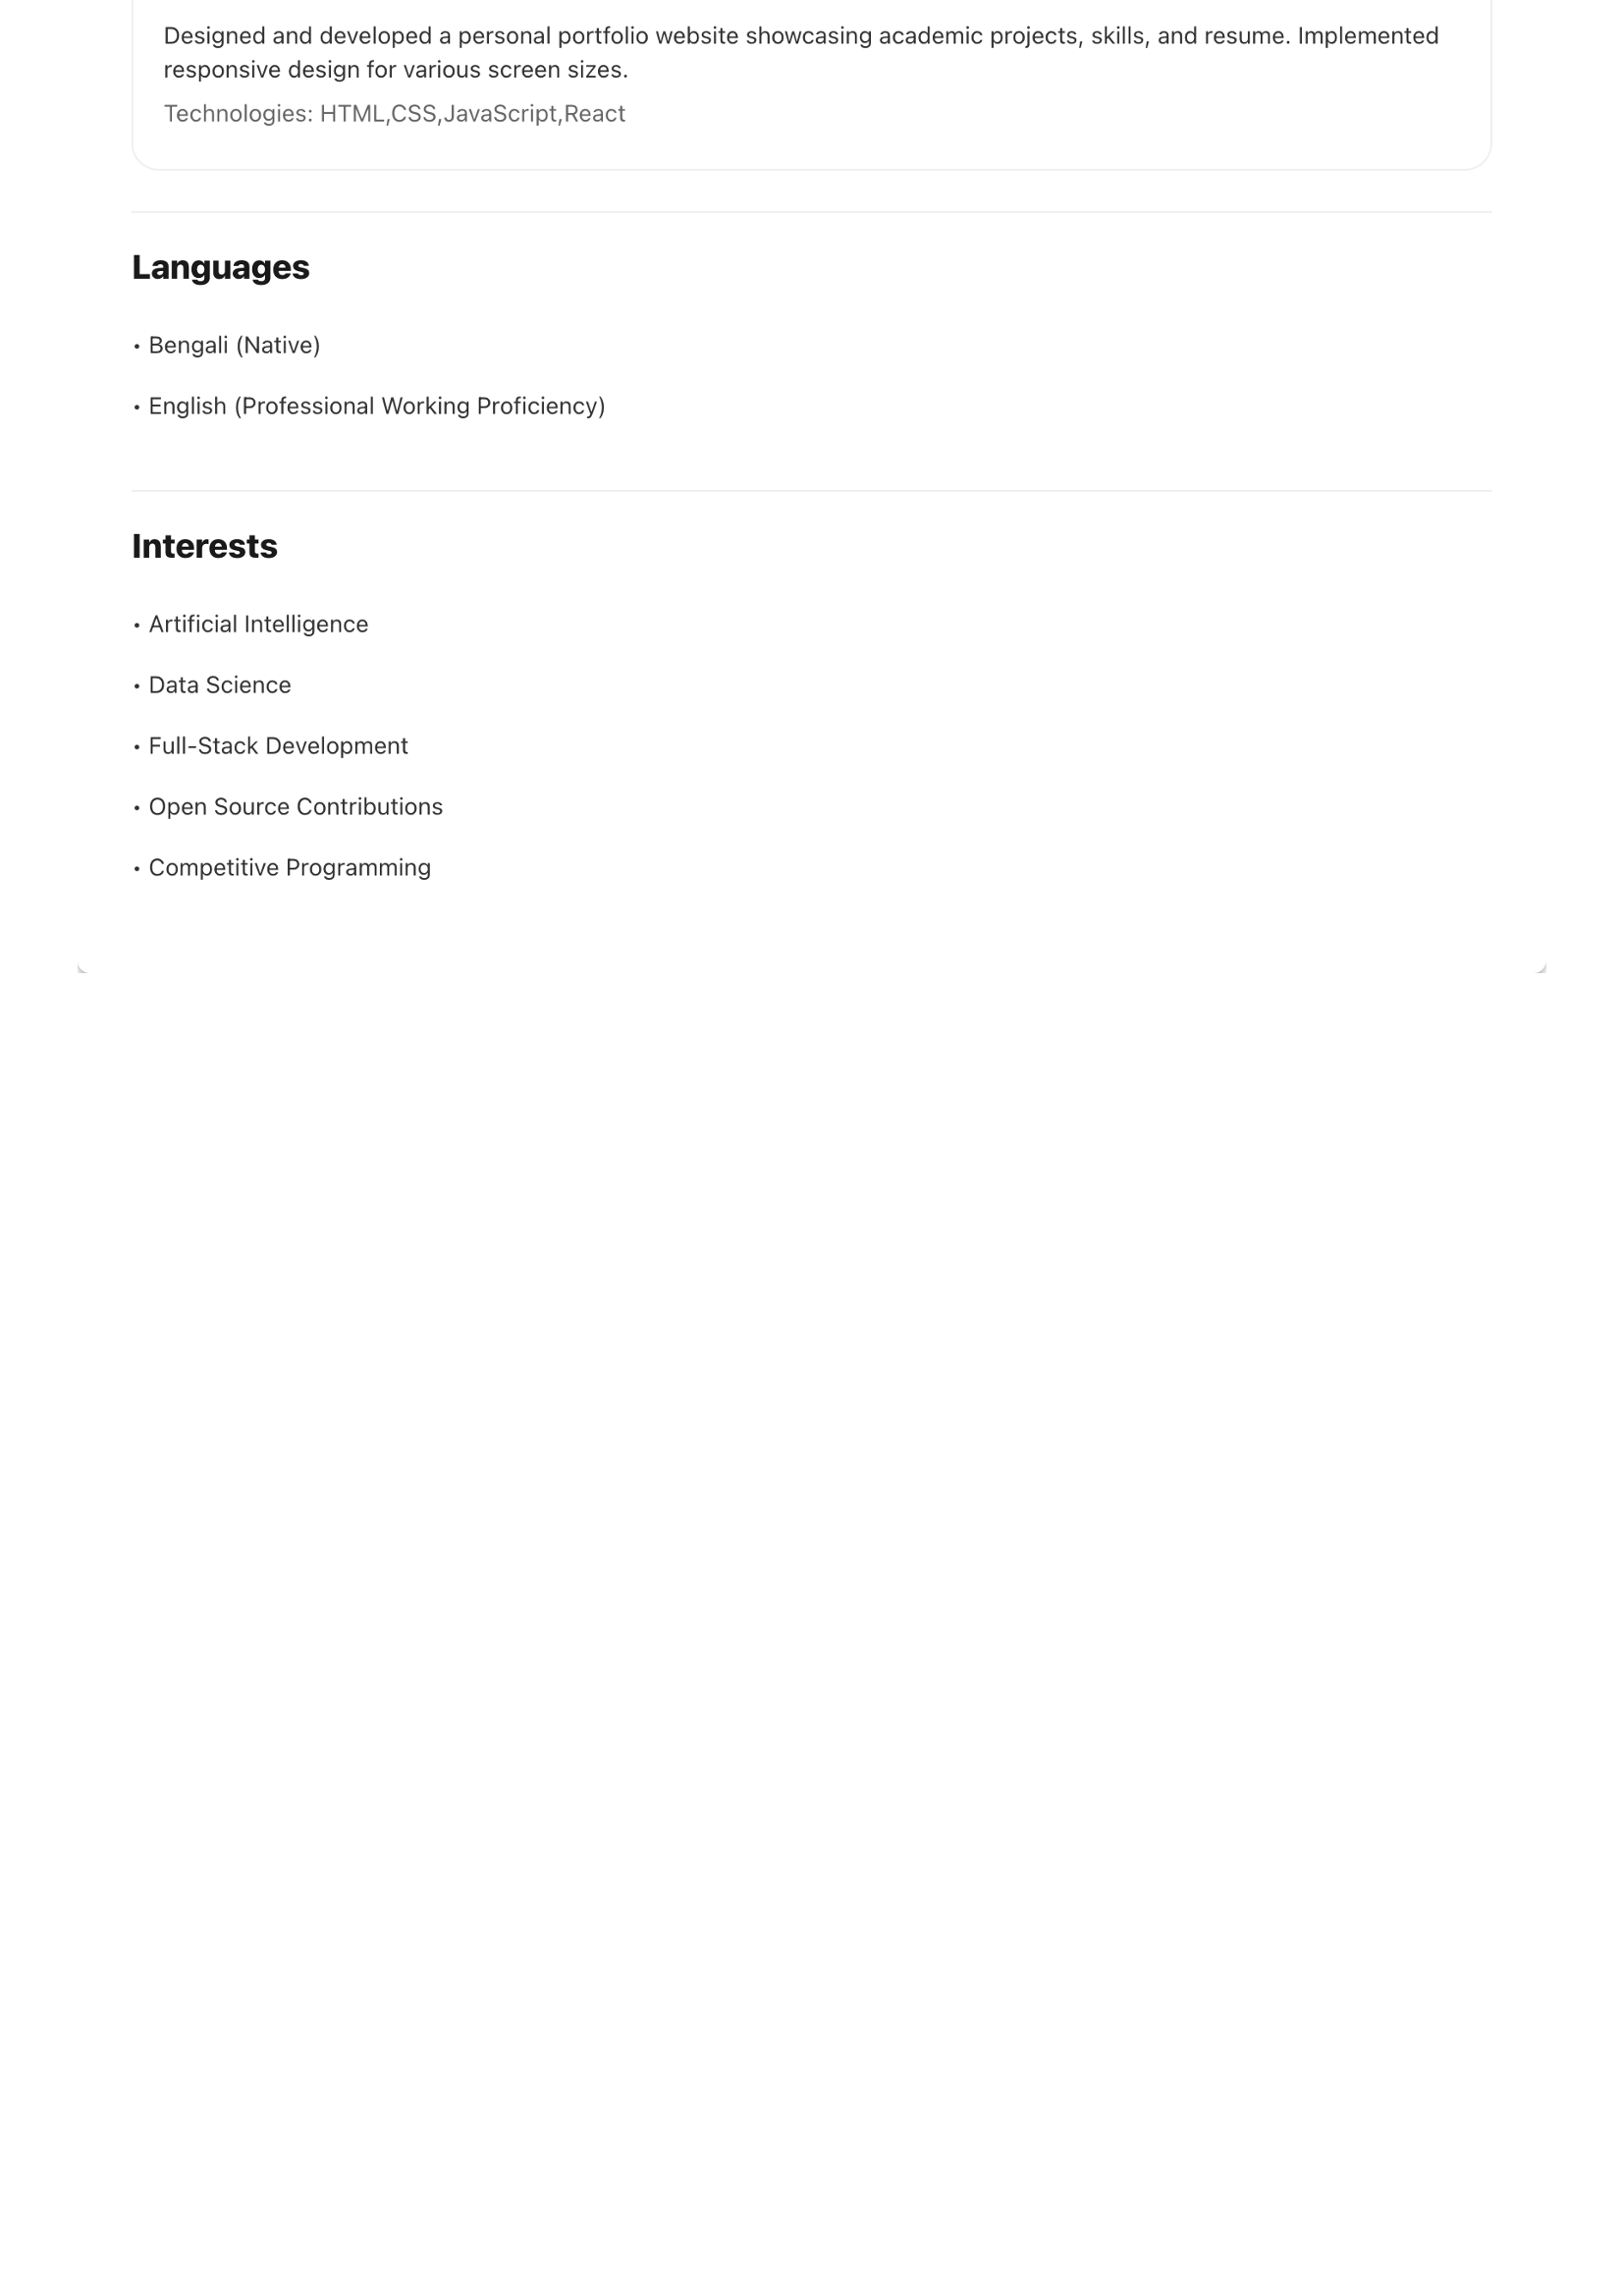 Designed and developed a personal portfolio website showcasing academic projects, skills, and resume. Implemented
responsive design for various screen sizes.
Technologies: HTML,CSS,JavaScript,React
Languages
• Bengali (Native)
• English (Professional Working Proficiency)
Interests
• Artificial Intelligence
• Data Science
• Full-Stack Development
• Open Source Contributions
• Competitive Programming